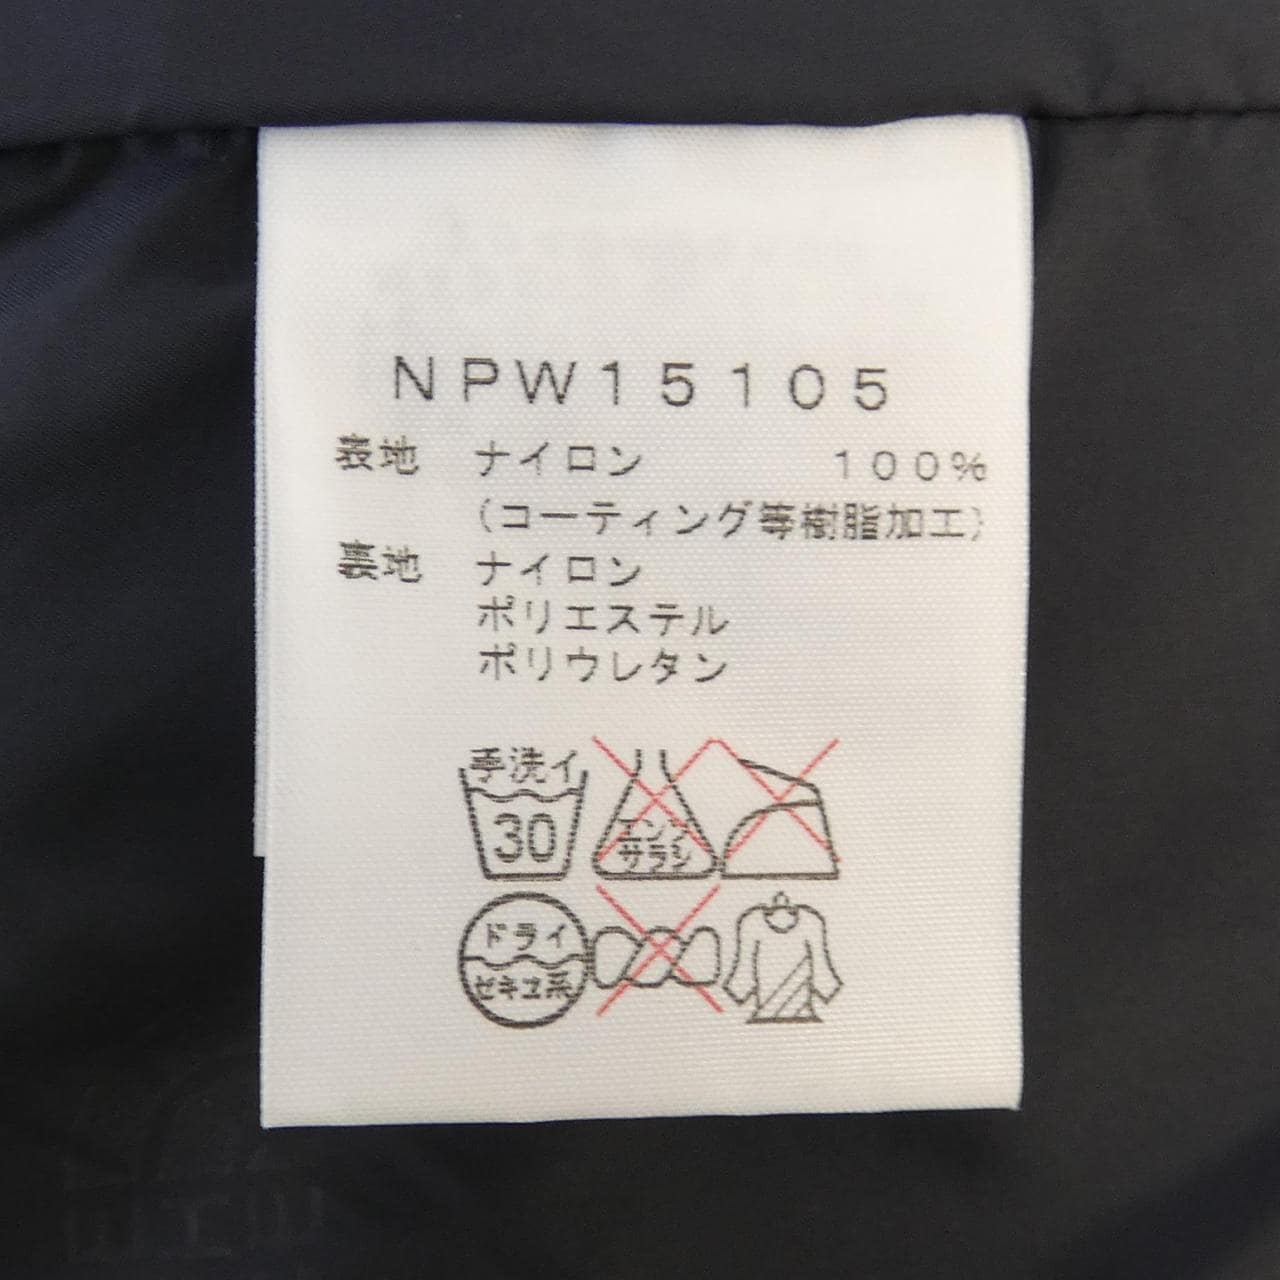 NPW15105
表地 ナイロン 100%
(コーティング等樹脂加工)
裏地 ナイロン
ポリエステル
ポリウレタン
手洗イ
30
エンソ
サラシ
ドライ
セキユ系